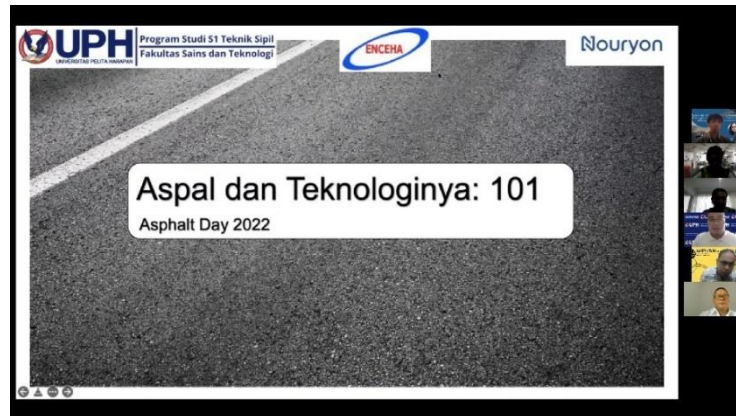 UPH
UNIVERSITAS PELITA HARAPAN
Program Studi S1 Teknik Sipil
Fakultas Sains dan Teknologi
ENCEHA
Nouryon
Aspal dan Teknologinya: 101
Asphalt Day 2022